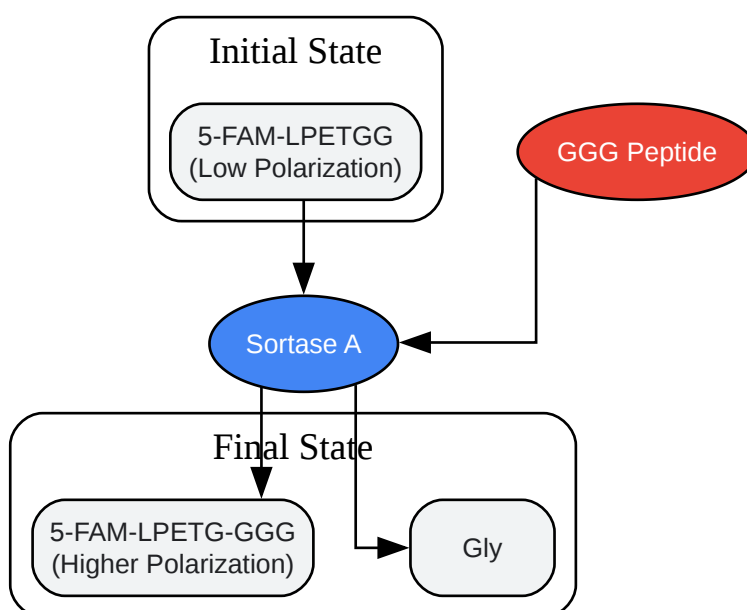 Initial State
5-FAM-LPETGG
(Low Polarization)
GGG Peptide
Sortase A
Final State
5-FAM-LPETG-GGG
(Higher Polarization)
Gly